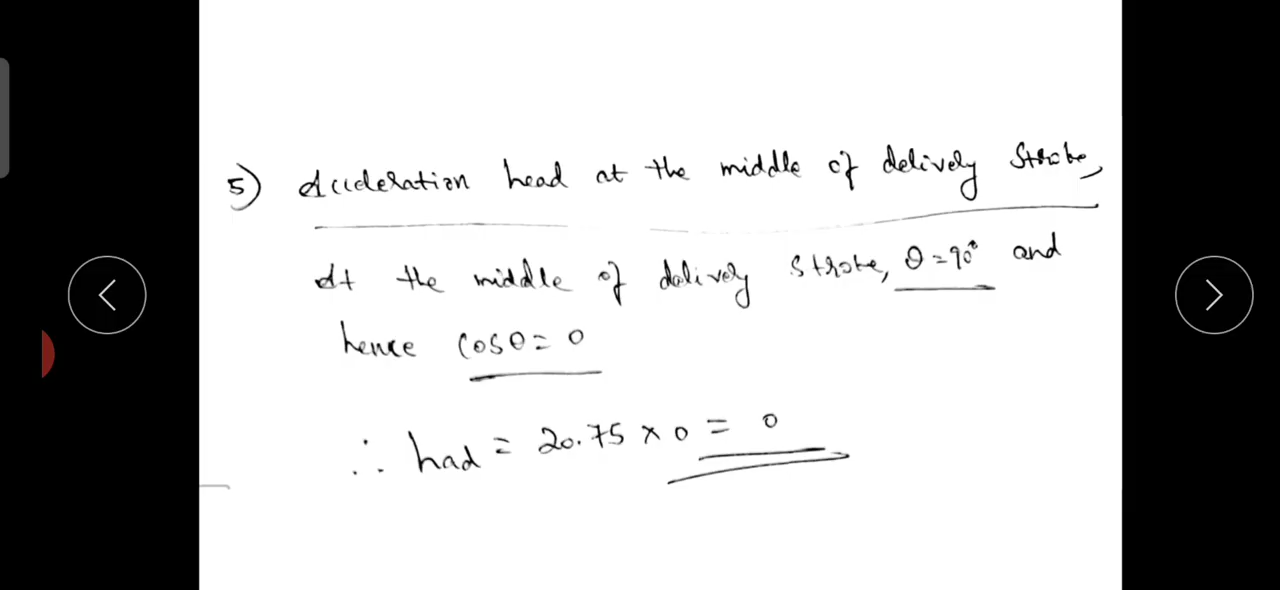 5) Acceleration head at the middle of delivery stroke,
At the middle of delivery stroke, θ=90° and
hence cosθ= 0
∴ had = 20.75 × 0 = 0